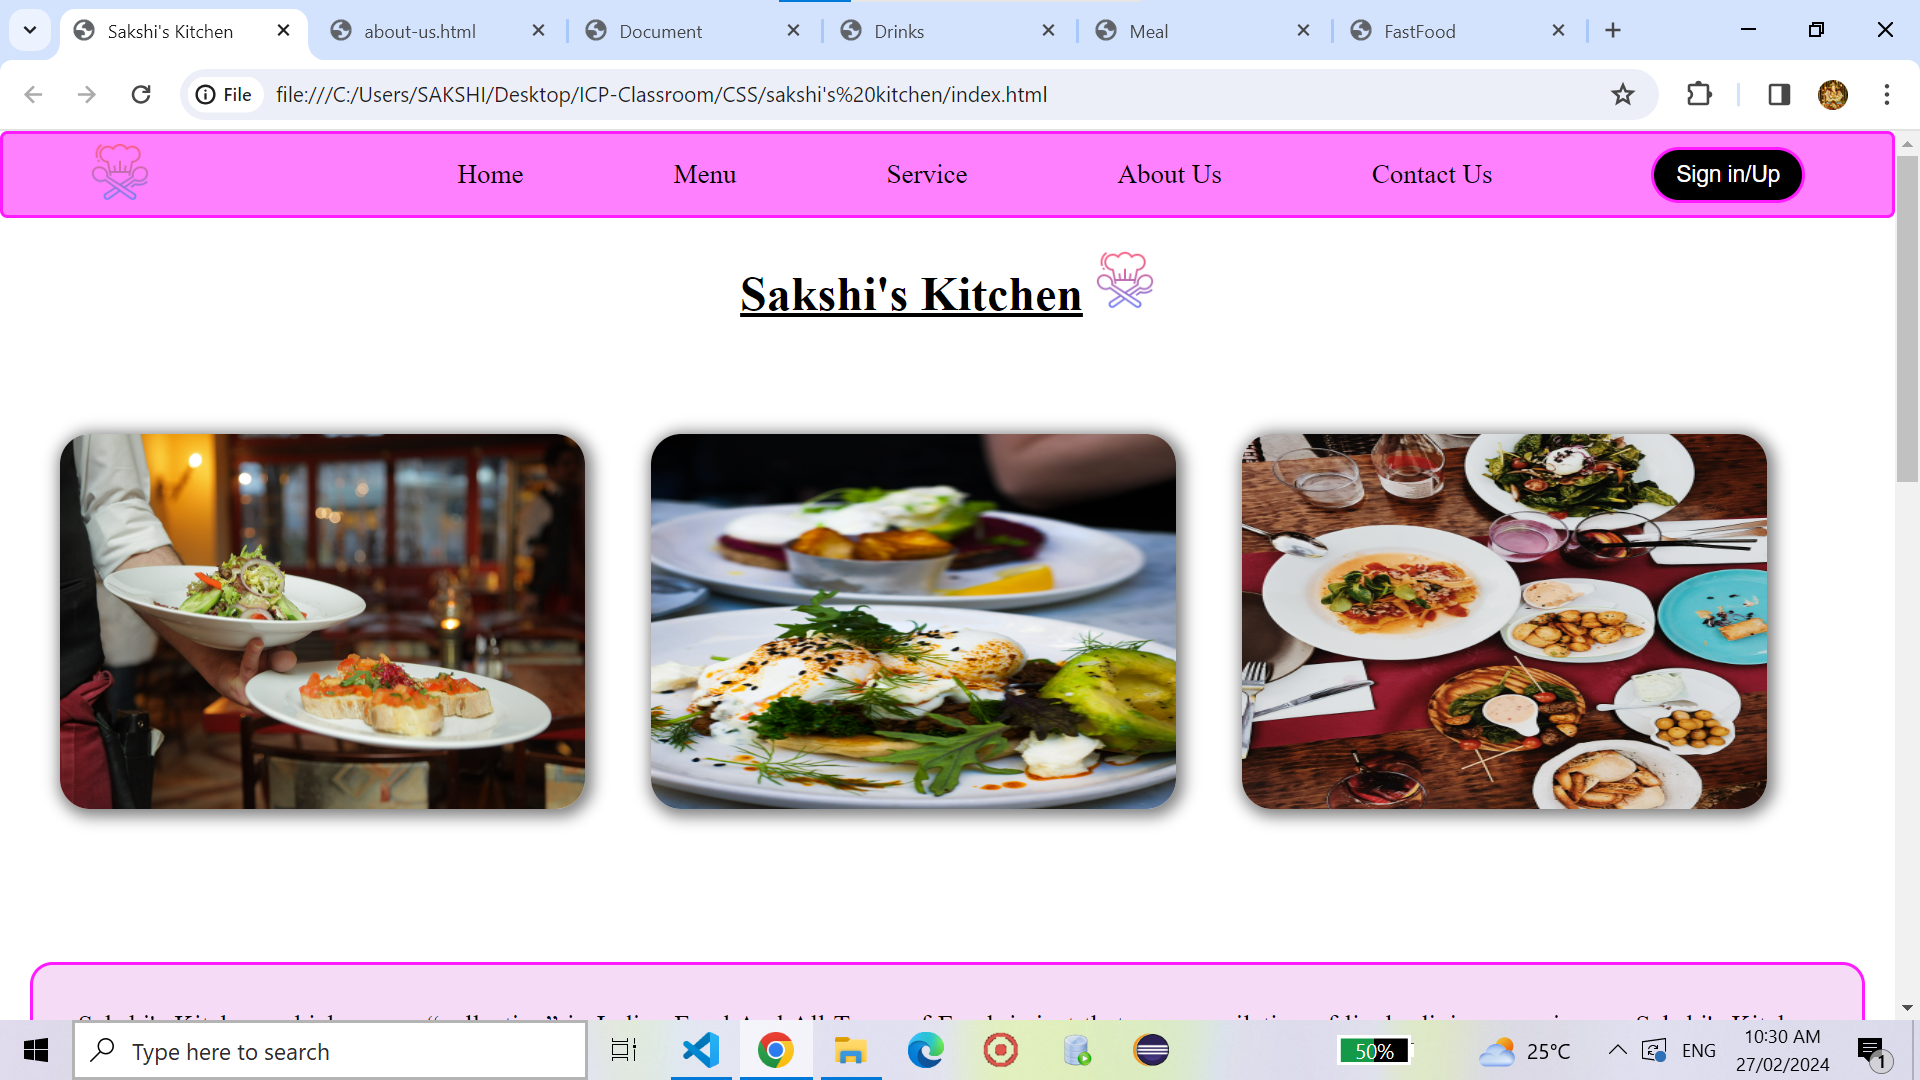 Sakshi's Kitchen
about-us.html
Document
Drinks
Meal
FastFood
File
file:///C:/Users/SAKSHI/Desktop/ICP-Classroom/CSS/sakshi's%20kitchen/index.html
Home
Menu
Service
About Us
Contact Us
Sign in/Up
Sakshi's Kitchen
Type here to search
50%
25°C
ENG
10:30 AM
27/02/2024
1